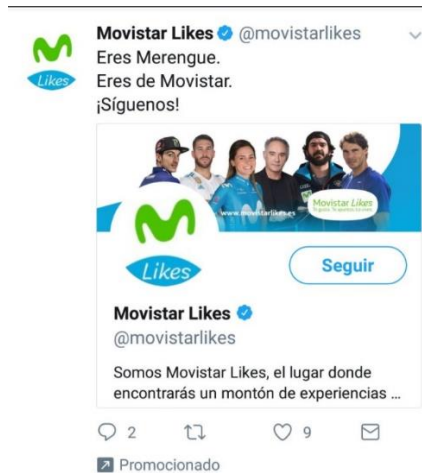 Movistar Likes @movistarlikes
Eres Merengue.
Likes
Eres de Movistar.
¡Síguenos!
www.movistarlikes.es
Movistar Likes
Likes
Seguir
Movistar Likes
@movistarlikes
Somos Movistar Likes, el lugar donde
encontrarás un montón de experiencias ...
2
9
Promocionado